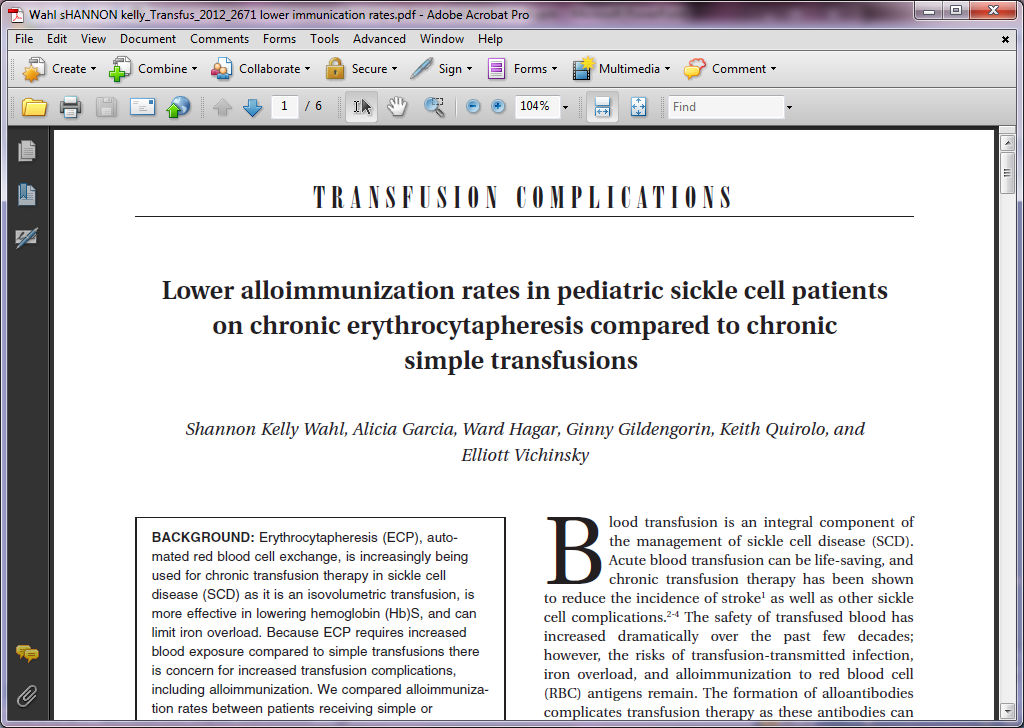 Wahl sHANNON kelly_Transfus_2012_2671 lower immunication rates.pdf - Adobe Acrobat Pro
File Edit View Document Comments Forms Tools Advanced Window Help
Create Combine Collaborate Secure Sign Forms Multimedia Comment
1 / 6 104% Find
TRANSFUSION COMPLICATIONS
Lower alloimmunization rates in pediatric sickle cell patients
on chronic erythrocytapheresis compared to chronic
simple transfusions
Shannon Kelly Wahl, Alicia Garcia, Ward Hagar, Ginny Gildengorin, Keith Quirolo, and
Elliott Vichinsky
BACKGROUND: Erythrocytapheresis (ECP), auto-
mated red blood cell exchange, is increasingly being
used for chronic transfusion therapy in sickle cell
disease (SCD) as it is an isovolumetric transfusion, is
more effective in lowering hemoglobin (Hb)S, and can
limit iron overload. Because ECP requires increased
blood exposure compared to simple transfusions there
is concern for increased transfusion complications,
including alloimmunization. We compared alloimmuniza-
tion rates between patients receiving simple or
Blood transfusion is an integral component of
the management of sickle cell disease (SCD).
Acute blood transfusion can be life-saving, and
chronic transfusion therapy has been shown
to reduce the incidence of stroke¹ as well as other sickle
cell complications.²⁻⁴ The safety of transfused blood has
increased dramatically over the past few decades;
however, the risks of transfusion-transmitted infection,
iron overload, and alloimmunization to red blood cell
(RBC) antigens remain. The formation of alloantibodies
complicates transfusion therapy as these antibodies can